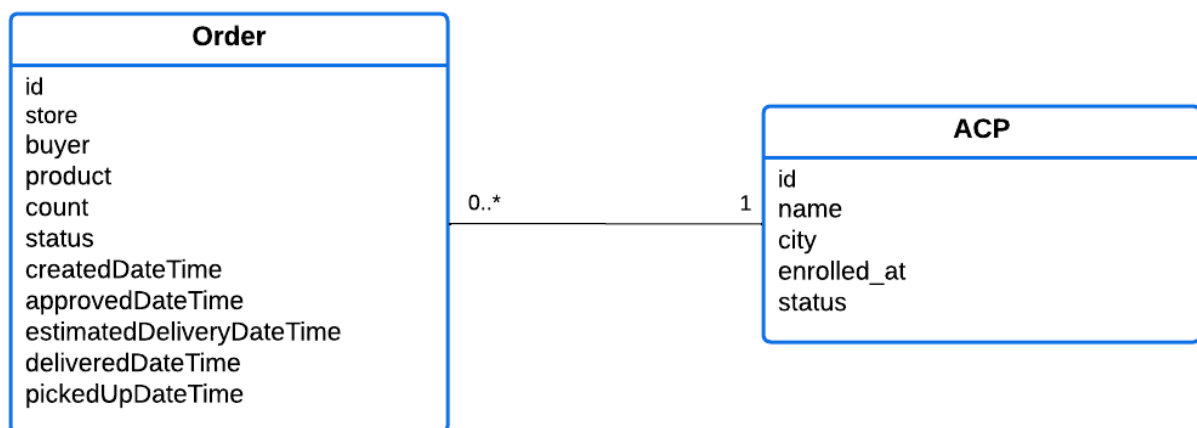 Order
id
store
buyer
product
count
status
createdDateTime
approvedDateTime
estimatedDeliveryDateTime
deliveredDateTime
pickedUpDateTime
0..*
1
ACP
id
name
city
enrolled_at
status